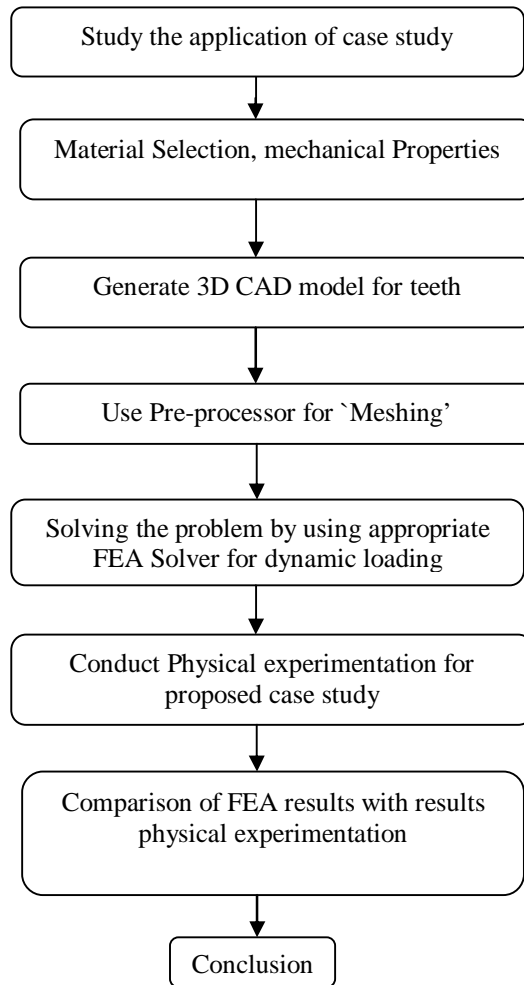 Study the application of case study
Material Selection, mechanical Properties
Generate 3D CAD model for teeth
Use Pre-processor for `Meshing’
Solving the problem by using appropriate
FEA Solver for dynamic loading
Conduct Physical experimentation for
proposed case study
Comparison of FEA results with results
physical experimentation
Conclusion